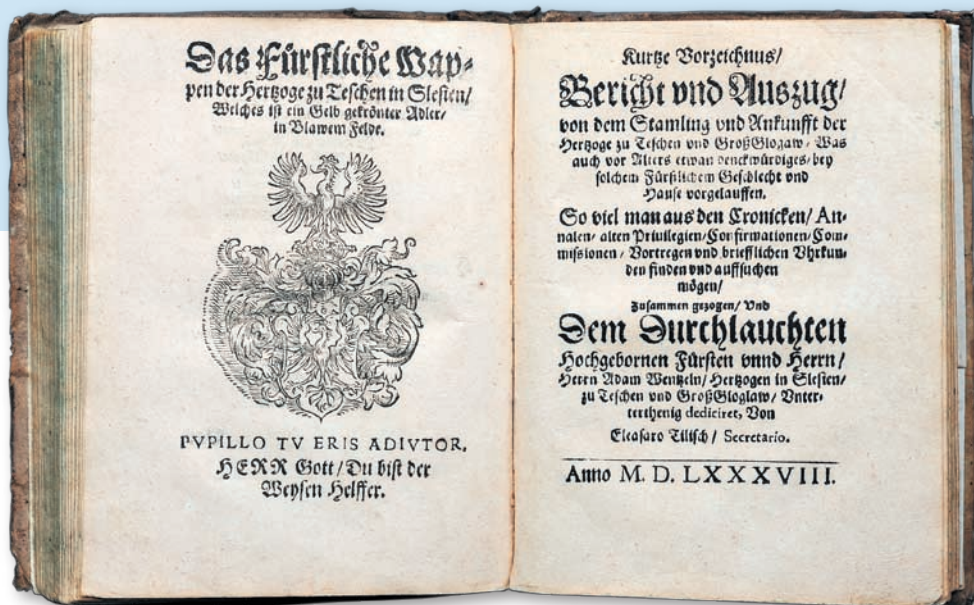 Das Fürstliche Wap-
pen der Hertzoge zu Teschen in Slesien/
Welches ist ein Gelb gekrönter Adler/
in Blawem Felde.
PVPILLO TV ERIS ADIVTOR.
HERR Gott/ Du bist der
Weysen Helffer.
Kurtze Vorzeichnus/
Bericht vnd Auszug/
von dem Stamling vnd Ankunfft der
Hertzoge zu Teschen vnd GroßGlogaw/ Was
auch vor Alters etwan denckwürdiges/ bey
solchem Fürstlichem Geschlecht vnd
Hause vorgelauffen.
So viel man aus den Cronicken/ An-
nalen/ alten Priuilegien/ Confirmationen/ Com-
missionen/ Vortregen vnd briefflichen Vhrkun-
den finden vnd auffsuchen
mögen/
Zusammen gezogen/ Vnd
Dem Durchlauchten
Hochgebornen Fürsten vnnd Herrn/
Herrn Adam Wentzeln/ Hertzogen in Slesien/
zu Teschen vnd GroßGloglaw/ Vnter-
terthenig dediciret, Von
Eleasaro Tilisch/ Secretario.
Anno M. D. LXXXVIII.